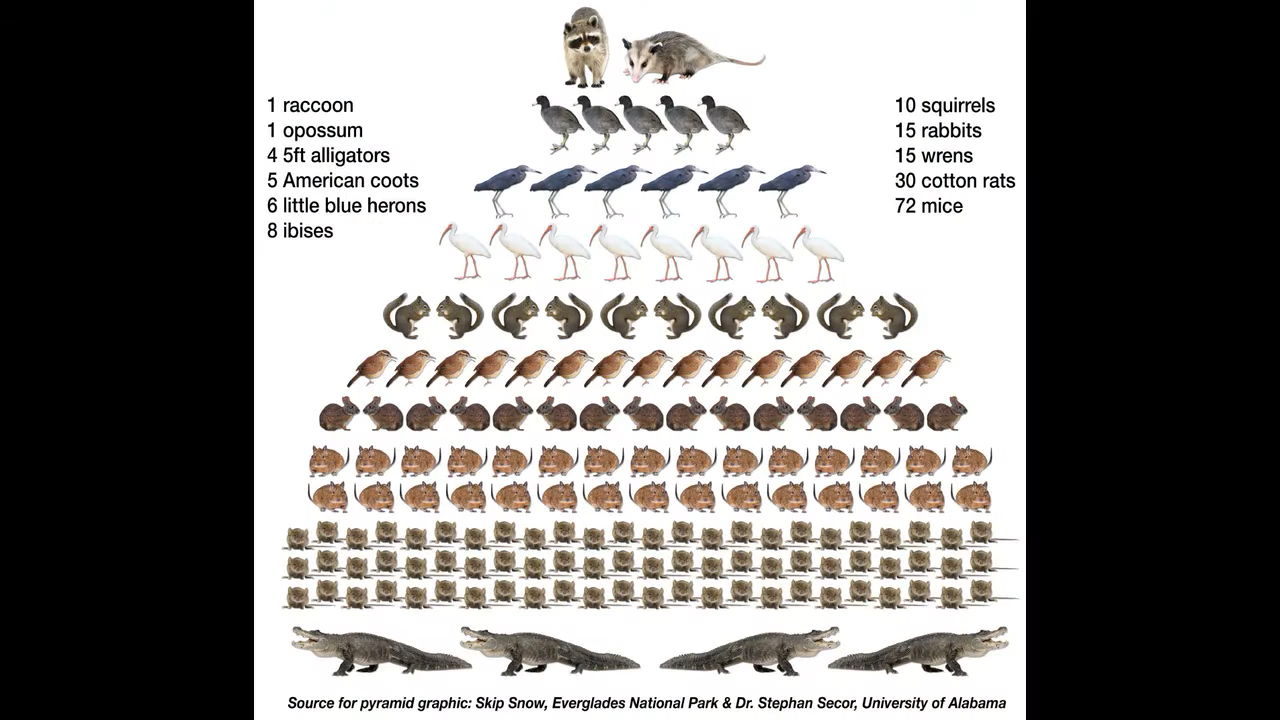 1 raccoon
1 opossum
4 5ft alligators
5 American coots
6 little blue herons
8 ibises
10 squirrels
15 rabbits
15 wrens
30 cotton rats
72 mice
Source for pyramid graphic: Skip Snow, Everglades National Park & Dr. Stephan Secor, University of Alabama